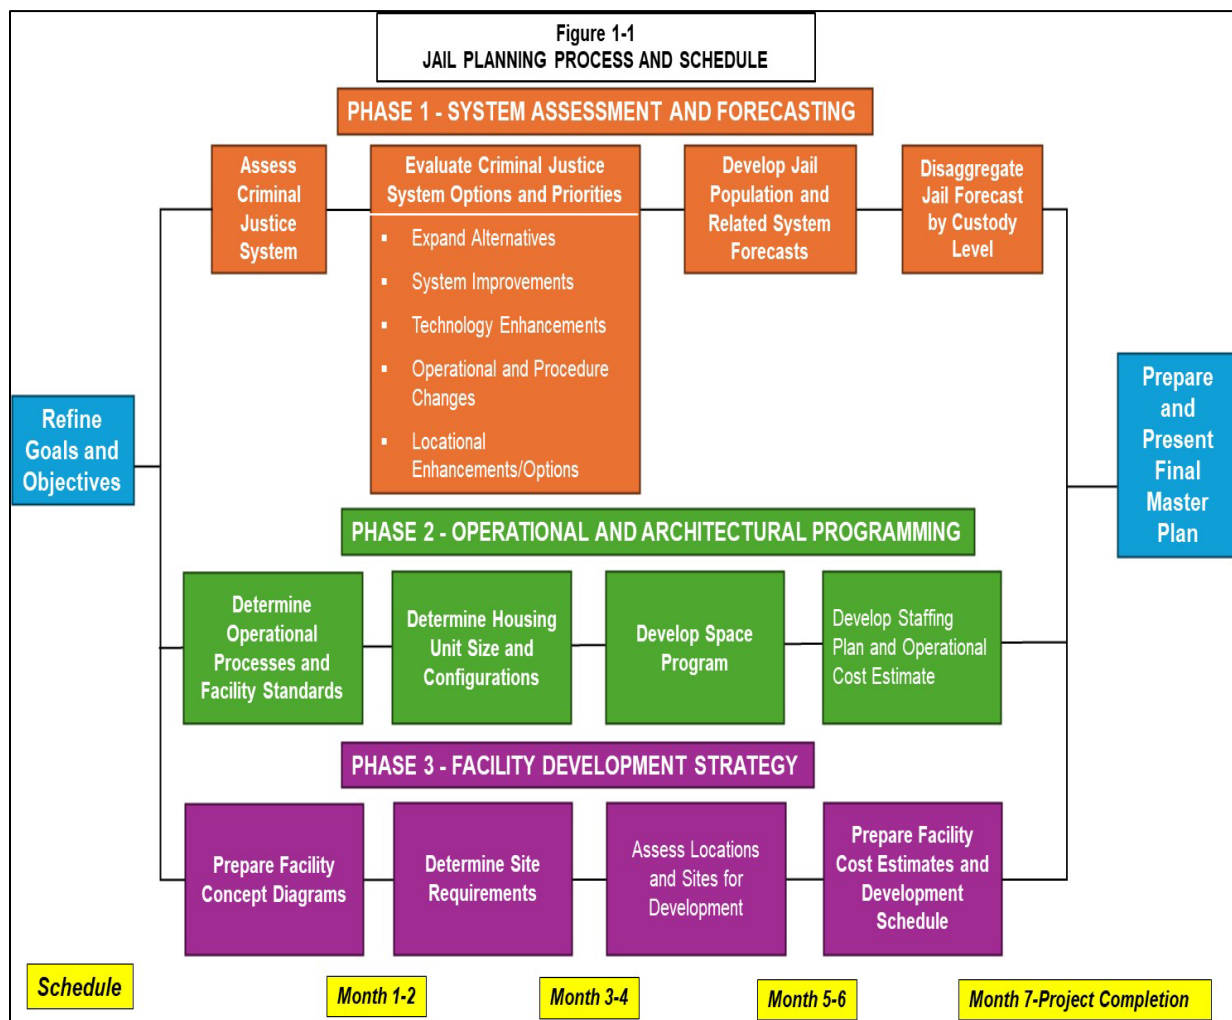 Figure 1-1
JAIL PLANNING PROCESS AND SCHEDULE
PHASE 1 - SYSTEM ASSESSMENT AND FORECASTING
Assess
Criminal
Justice
System
Evaluate Criminal Justice
System Options and Priorities
▪ Expand Alternatives
▪ System Improvements
▪ Technology Enhancements
▪ Operational and Procedure
Changes
▪ Locational
Enhancements/Options
Develop Jail
Population and
Related System
Forecasts
Disaggregate
Jail Forecast
by Custody
Level
Refine
Goals and
Objectives
Prepare
and
Present
Final
Master
Plan
PHASE 2 - OPERATIONAL AND ARCHITECTURAL PROGRAMMING
Determine
Operational
Processes and
Facility Standards
Determine Housing
Unit Size and
Configurations
Develop Space
Program
Develop Staffing
Plan and Operational
Cost Estimate
PHASE 3 - FACILITY DEVELOPMENT STRATEGY
Prepare Facility
Concept Diagrams
Determine Site
Requirements
Assess Locations
and Sites for
Development
Prepare Facility
Cost Estimates and
Development
Schedule
Schedule
Month 1-2
Month 3-4
Month 5-6
Month 7-Project Completion